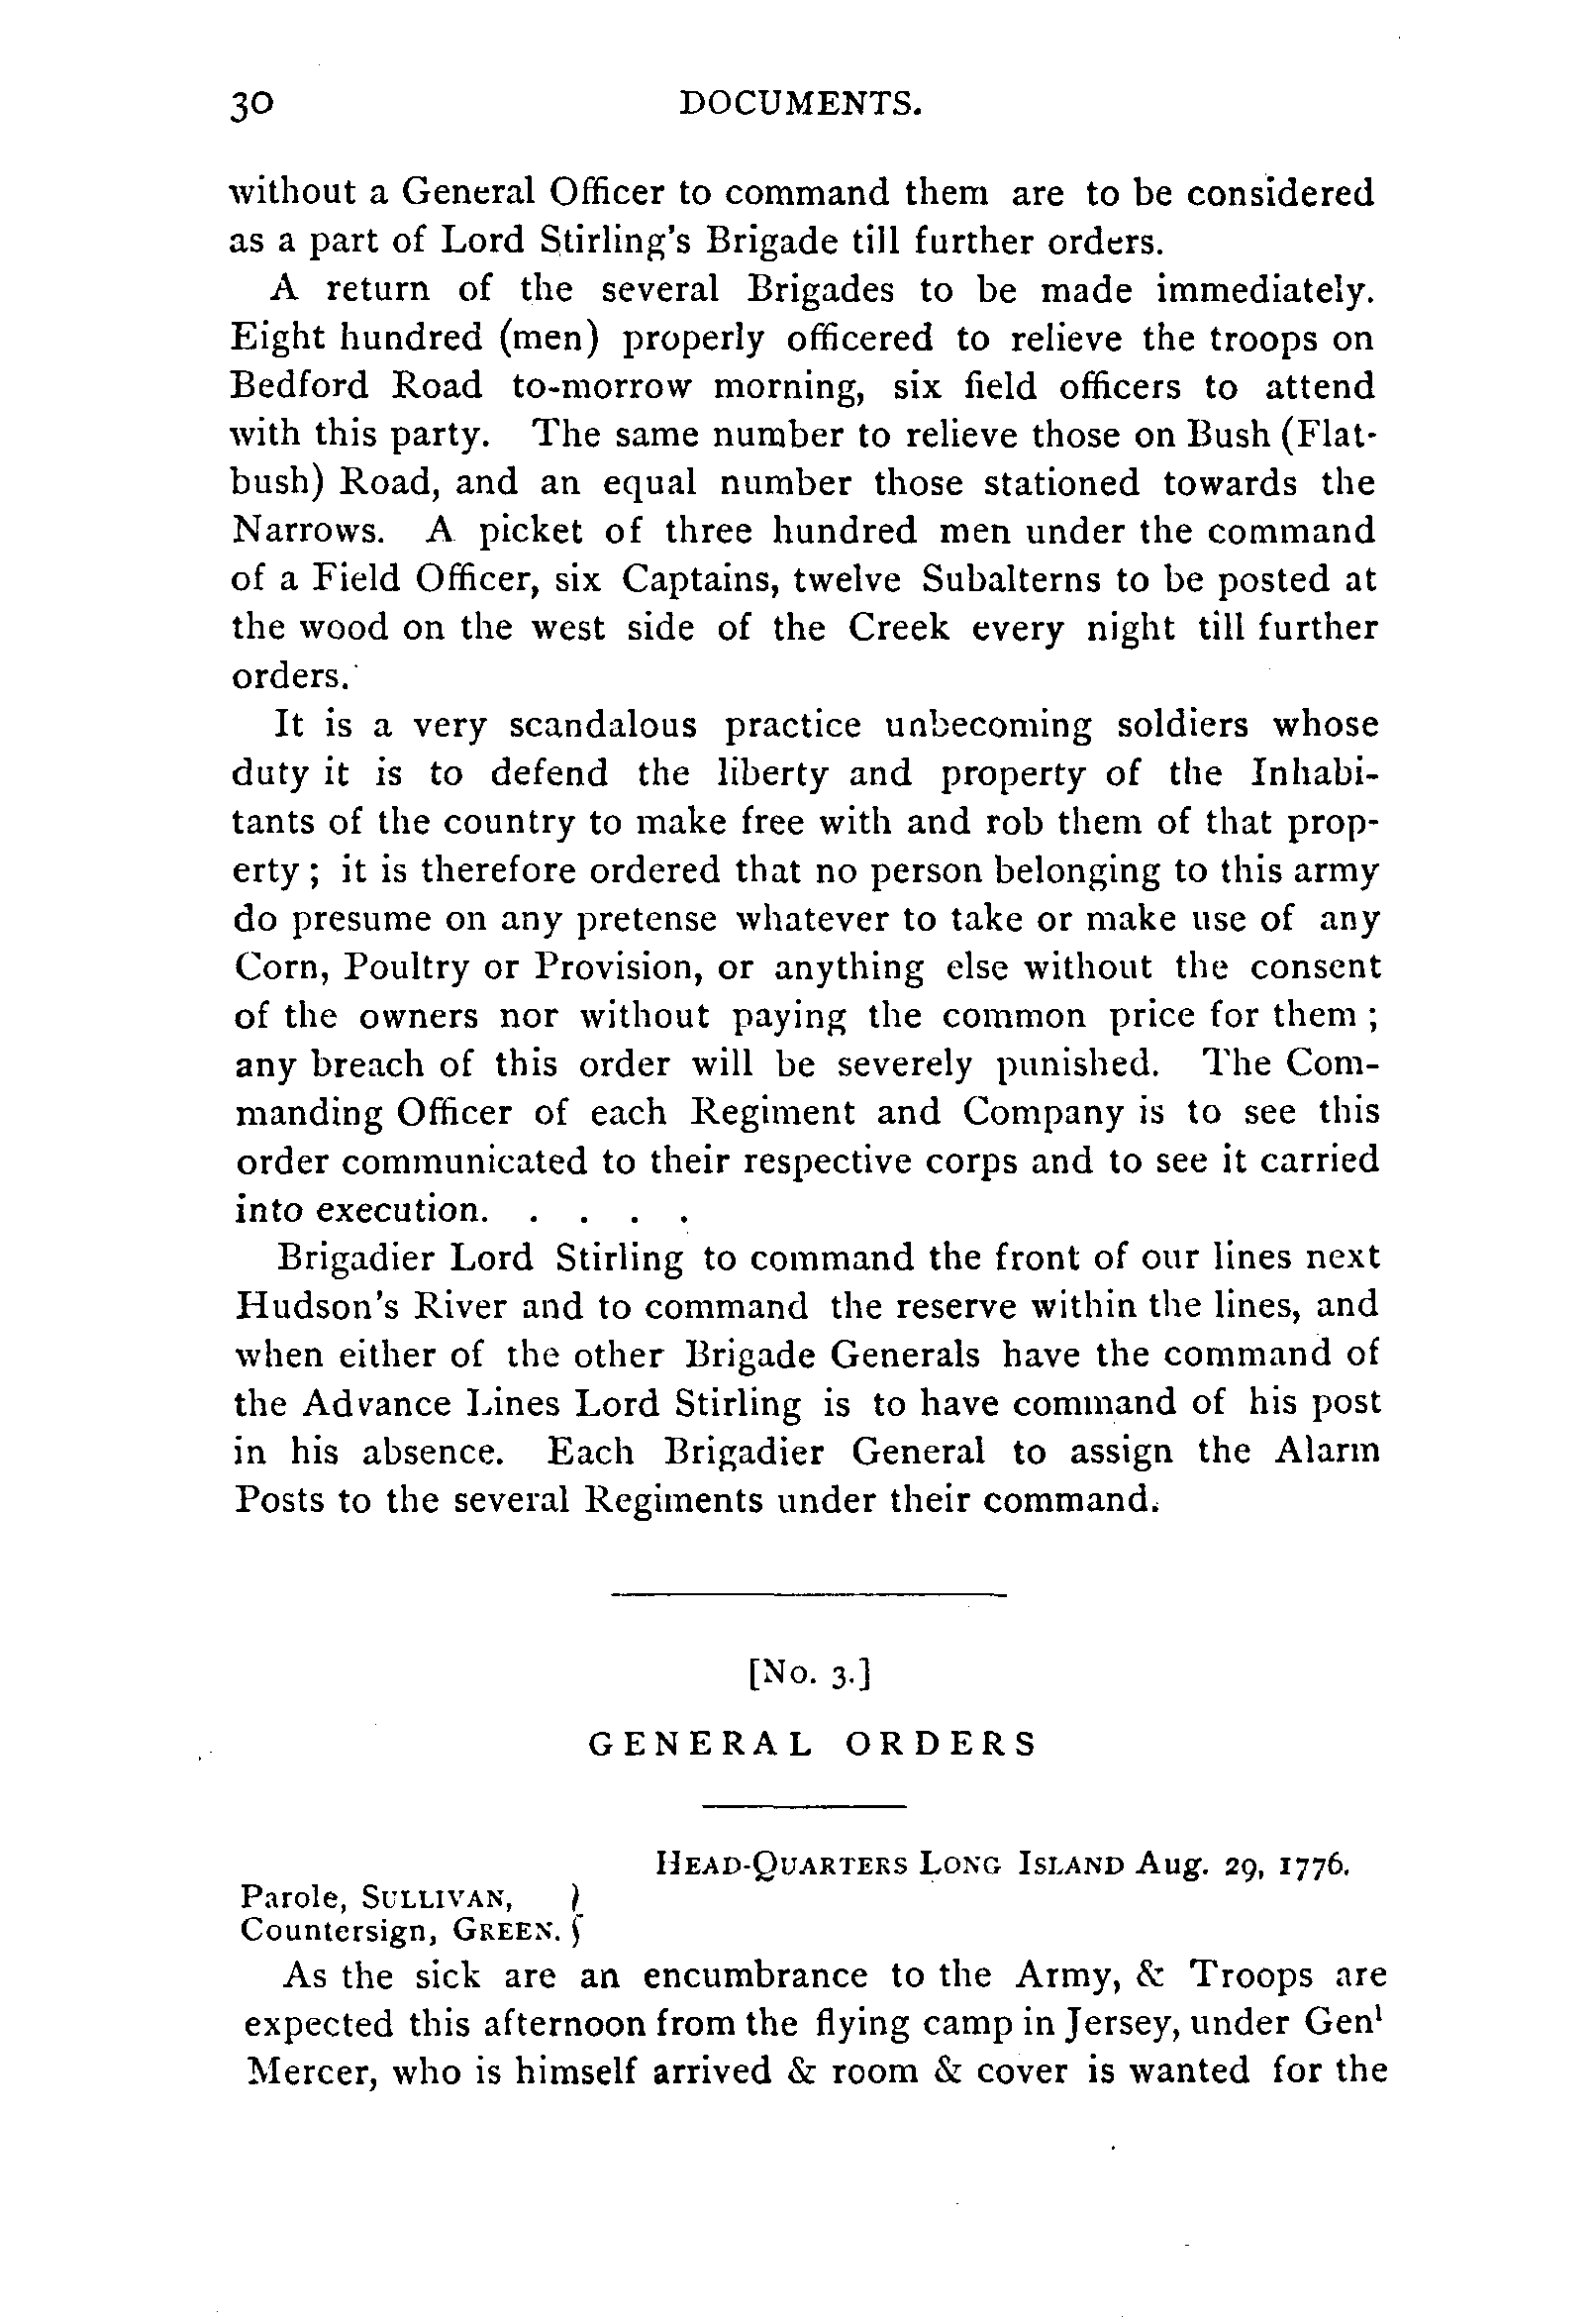 30 DOCUMENTS.
without a General Officer to command them are to be considered
as a part of Lord Stirling's Brigade till further orders.
A return of the several Brigades to be made immediately.
Eight hundred (men) properly officered to relieve the troops on
Bedford Road to-morrow morning, six field officers to attend
with this party. The same number to relieve those on Bush (Flat-
bush) Road, and an equal number those stationed towards the
Narrows. A picket of three hundred men under the command
of a Field Officer, six Captains, twelve Subalterns to be posted at
the wood on the west side of the Creek every night till further
orders.
It is a very scandalous practice unbecoming soldiers whose
duty it is to defend the liberty and property of the Inhabi-
tants of the country to make free with and rob them of that prop-
erty ; it is therefore ordered that no person belonging to this army
do presume on any pretense whatever to take or make use of any
Corn, Poultry or Provision, or anything else without the consent
of the owners nor without paying the common price for them ;
any breach of this order will be severely punished. The Com-
manding Officer of each Regiment and Company is to see this
order communicated to their respective corps and to see it carried
into execution. . . . .
Brigadier Lord Stirling to command the front of our lines next
Hudson's River and to command the reserve within the lines, and
when either of the other Brigade Generals have the command of
the Advance Lines Lord Stirling is to have command of his post
in his absence. Each Brigadier General to assign the Alarm
Posts to the several Regiments under their command.
[No. 3.]
GENERAL ORDERS
HEAD-QUARTERS LONG ISLAND Aug. 29, 1776.
Parole, SULLIVAN, }
Countersign, GREEN. }
As the sick are an encumbrance to the Army, & Troops are
expected this afternoon from the flying camp in Jersey, under Genˡ
Mercer, who is himself arrived & room & cover is wanted for the